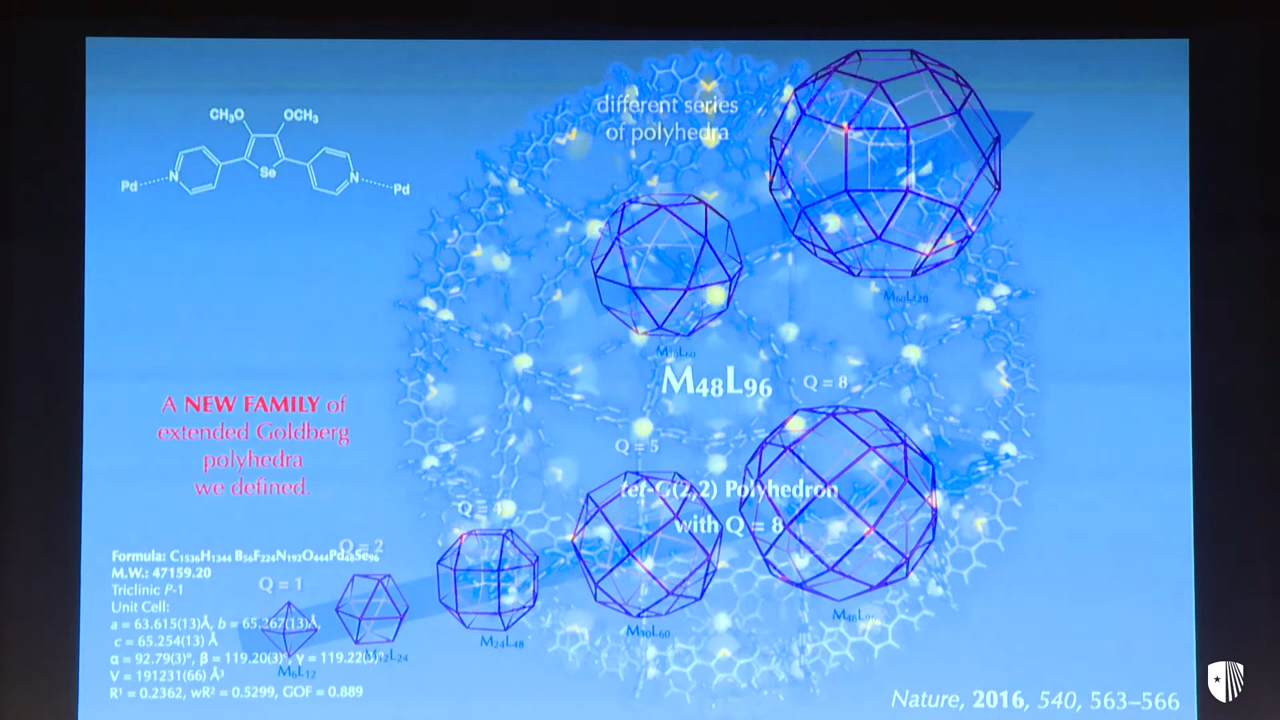 CH₃O
OCH₃
Pd
N
Se
N
Pd
different series
of polyhedra
M₆₀L₁₂₀
M₃₀L₆₀
M₄₈L₉₆
Q = 8
A NEW FAMILY of
extended Goldberg
polyhedra
we defined.
Q = 5
tet-G(2,2) Polyhedron
with Q = 8
Q = 4
Q = 2
Q = 1
M₄₈L₉₆
M₃₀L₆₀
M₂₄L₄₈
M₁₂L₂₄
M₆L₁₂
Formula: C₁₅₃₆H₁₃₄₄ B₅₆F₂₂₄N₁₉₂O₄₄₄Pd₄₈Se₉₆
M.W.: 47159.20
Triclinic P-1
Unit Cell:
a = 63.615(13)Å, b = 65.267(13)Å,
c = 65.254(13) Å
α = 92.79(3)°, β = 119.20(3)°, γ = 119.22(3)°
V = 191231(66) Å³
R¹ = 0.2362, wR² = 0.5299, GOF = 0.889
Nature, 2016, 540, 563–566